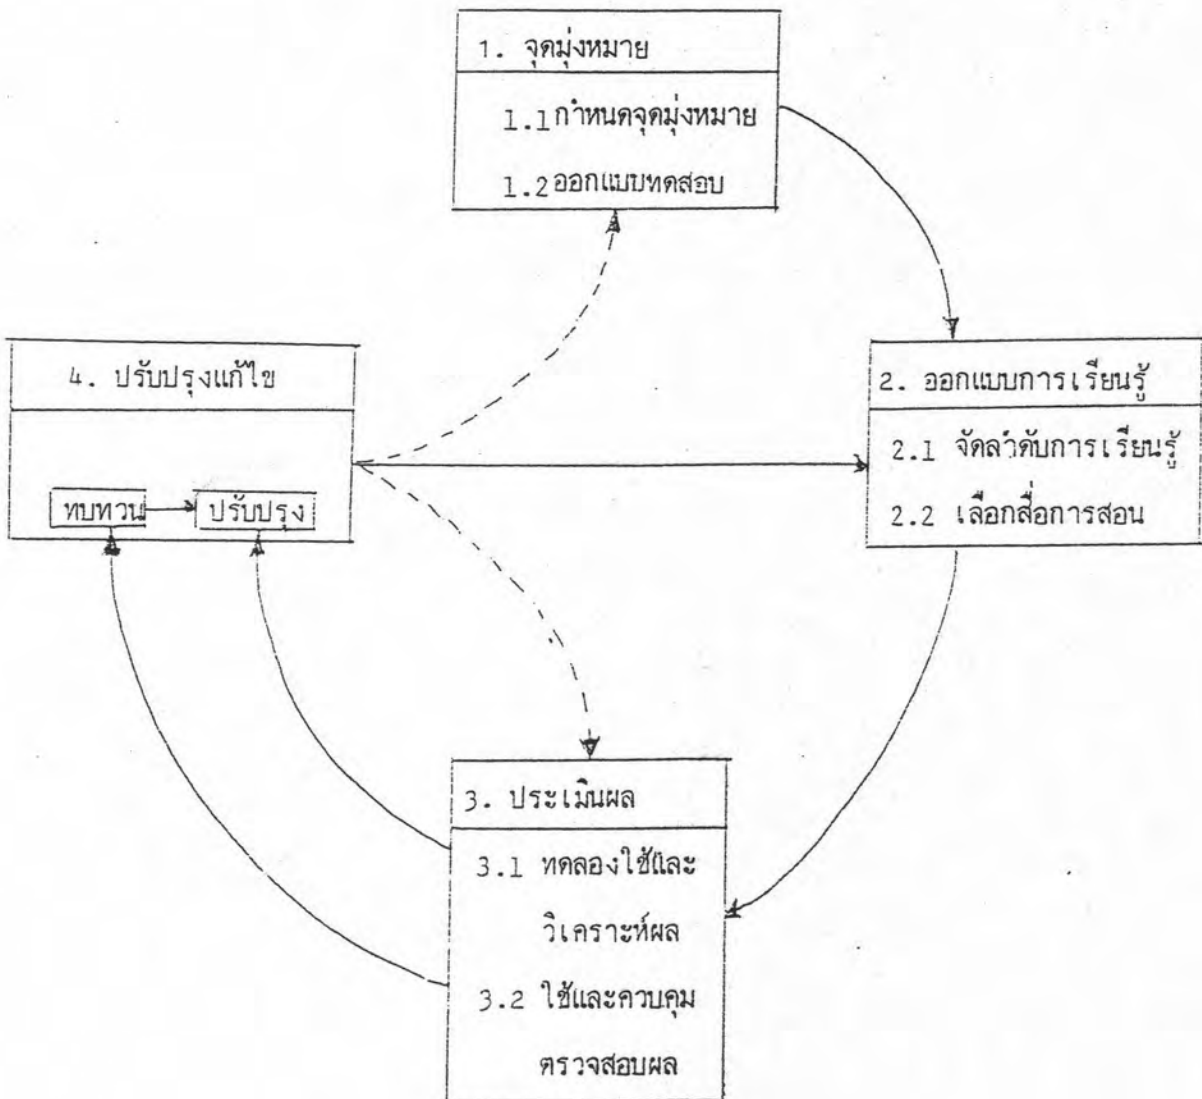 1. จุดมุ่งหมาย
1.1 กำหนดจุดมุ่งหมาย
1.2 ออกแบบทดสอบ
2. ออกแบบการเรียนรู้
2.1 จัดลำดับการเรียนรู้
2.2 เลือกสื่อการสอน
3. ประเมินผล
3.1 ทดลองใช้และ
วิเคราะห์ผล
3.2 ใช้และควบคุม
ตรวจสอบผล
4. ปรับปรุงแก้ไข
ทบทวน
ปรับปรุง